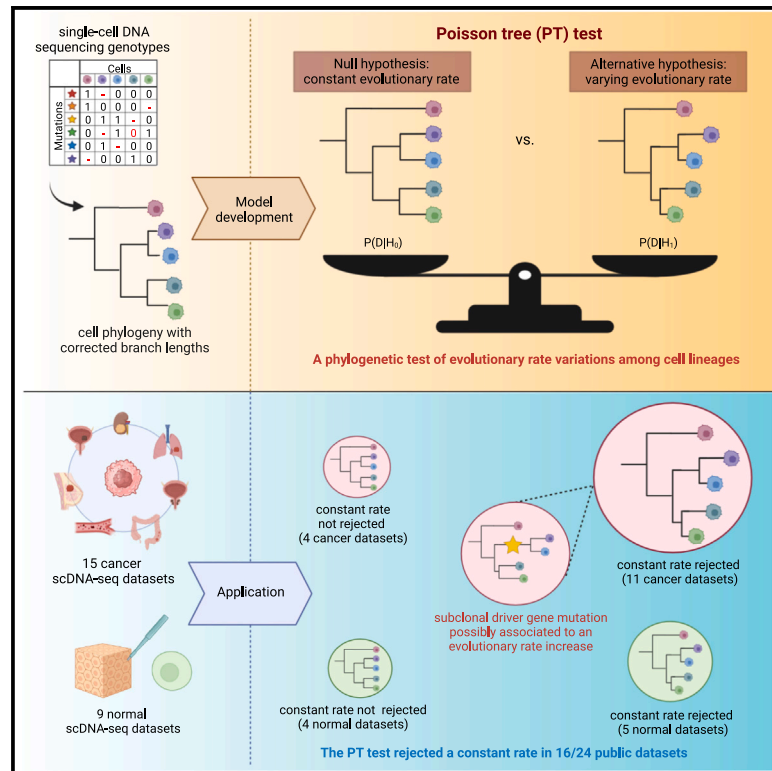 single-cell DNA
sequencing genotypes
Cells
Mutations
1 - 0 0 0
1 0 0 0 -
0 1 1 - 0
0 - 1 0 1
0 1 - 0 0
- 0 0 1 0
cell phylogeny with
corrected branch lengths
Model
development
Poisson tree (PT) test
Null hypothesis:
constant evolutionary rate
Alternative hypothesis:
varying evolutionary rate
vs.
P(D|H₀)
P(D|H₁)
A phylogenetic test of evolutionary rate variations among cell lineages
15 cancer
scDNA-seq datasets
9 normal
scDNA-seq datasets
Application
constant rate
not rejected
(4 cancer datasets)
subclonal driver gene mutation
possibly associated to an
evolutionary rate increase
constant rate rejected
(11 cancer datasets)
constant rate not rejected
(4 normal datasets)
constant rate rejected
(5 normal datasets)
The PT test rejected a constant rate in 16/24 public datasets